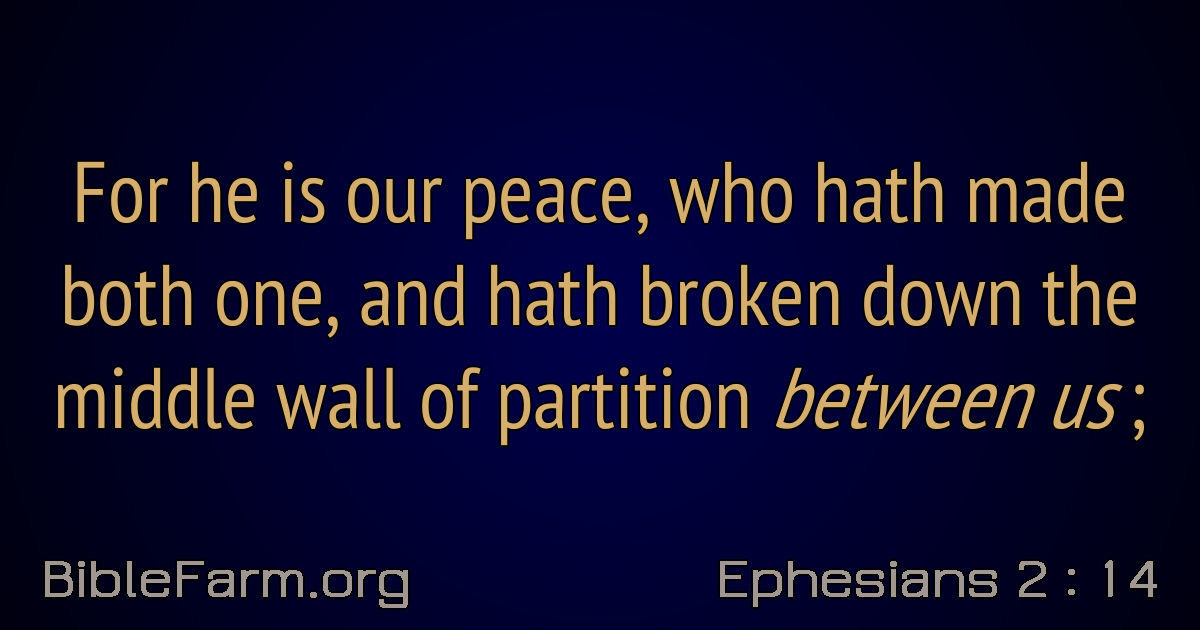 For he is our peace, who hath made
both one, and hath broken down the
middle wall of partition between us;
BibleFarm.org
Ephesians 2 : 14